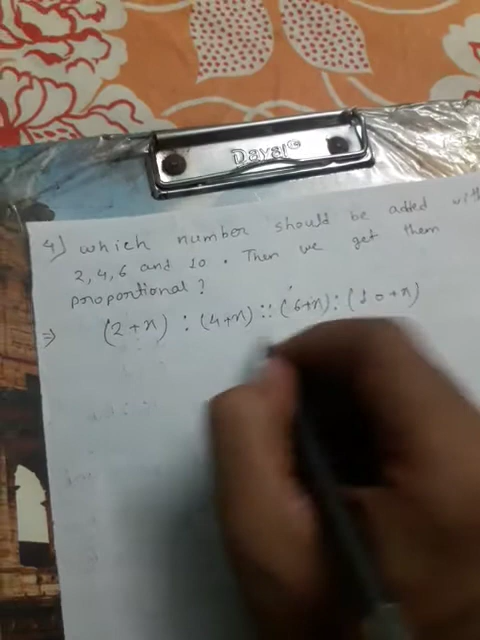 Dayal
4) which number should be added with
2, 4, 6 and 10 . Then we get them
proportional ?
⇒ (2+x) : (4+x) :: (6+x) : (10+x)